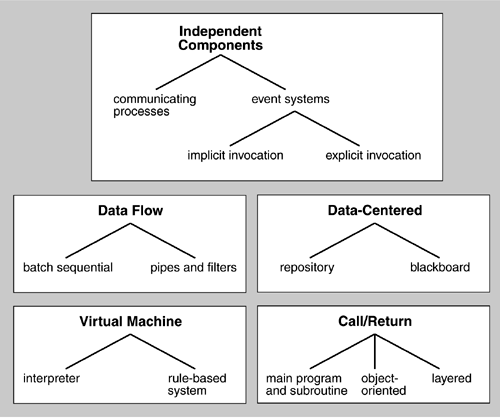 Independent
Components
communicating
processes
event systems
implicit invocation
explicit invocation
Data Flow
batch sequential
pipes and filters
Data-Centered
repository
blackboard
Virtual Machine
interpreter
rule-based
system
Call/Return
main program
and subroutine
object-
oriented
layered